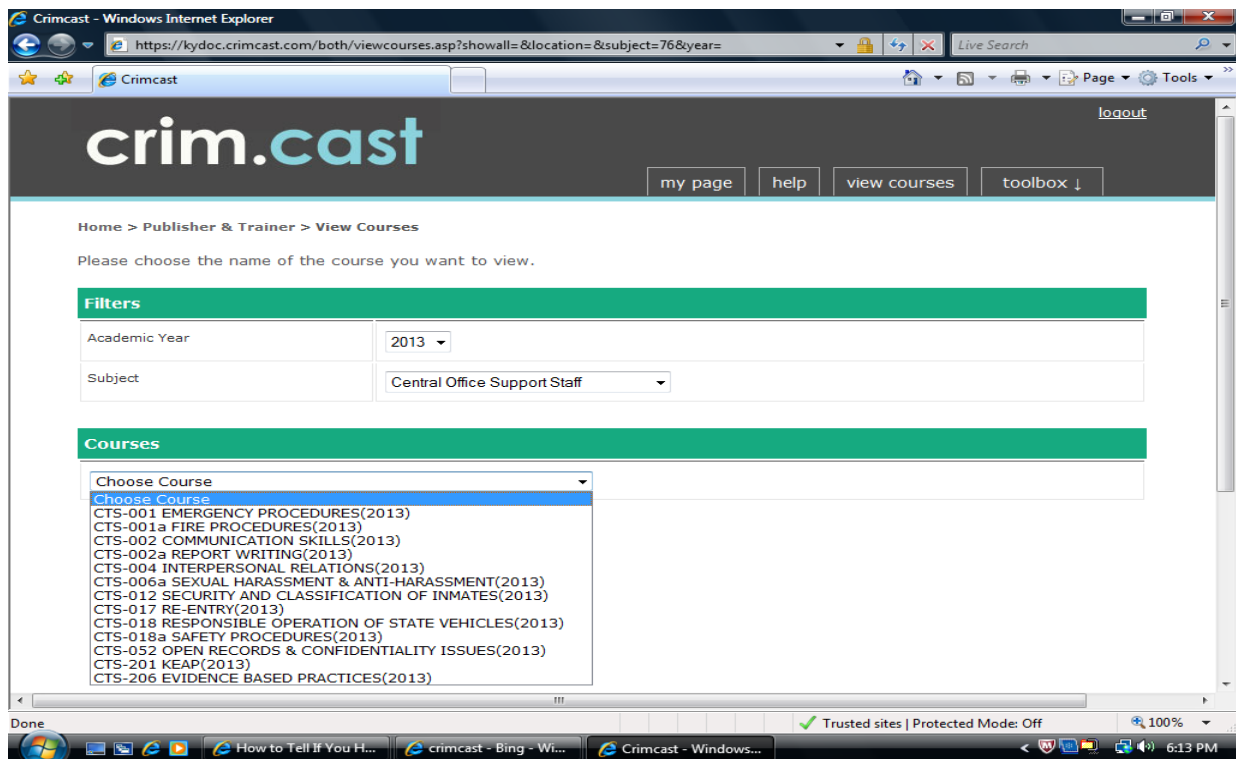 Crimcast - Windows Internet Explorer
https://kydoc.crimcast.com/both/viewcourses.asp?showall=&location=&subject=76&year=
Live Search
Crimcast
Page
Tools
logout
crim.cast
my page
help
view courses
toolbox ↓
Home > Publisher & Trainer > View Courses
Please choose the name of the course you want to view.
Filters
Academic Year
2013
Subject
Central Office Support Staff
Courses
Choose Course
Choose Course
CTS-001 EMERGENCY PROCEDURES(2013)
CTS-001a FIRE PROCEDURES(2013)
CTS-002 COMMUNICATION SKILLS(2013)
CTS-002a REPORT WRITING(2013)
CTS-004 INTERPERSONAL RELATIONS(2013)
CTS-006a SEXUAL HARASSMENT & ANTI-HARASSMENT(2013)
CTS-012 SECURITY AND CLASSIFICATION OF INMATES(2013)
CTS-017 RE-ENTRY(2013)
CTS-018 RESPONSIBLE OPERATION OF STATE VEHICLES(2013)
CTS-018a SAFETY PROCEDURES(2013)
CTS-052 OPEN RECORDS & CONFIDENTIALITY ISSUES(2013)
CTS-201 KEAP(2013)
CTS-206 EVIDENCE BASED PRACTICES(2013)
Done
Trusted sites | Protected Mode: Off
100%
How to Tell If You H...
crimcast - Bing - Wi...
Crimcast - Windows...
6:13 PM